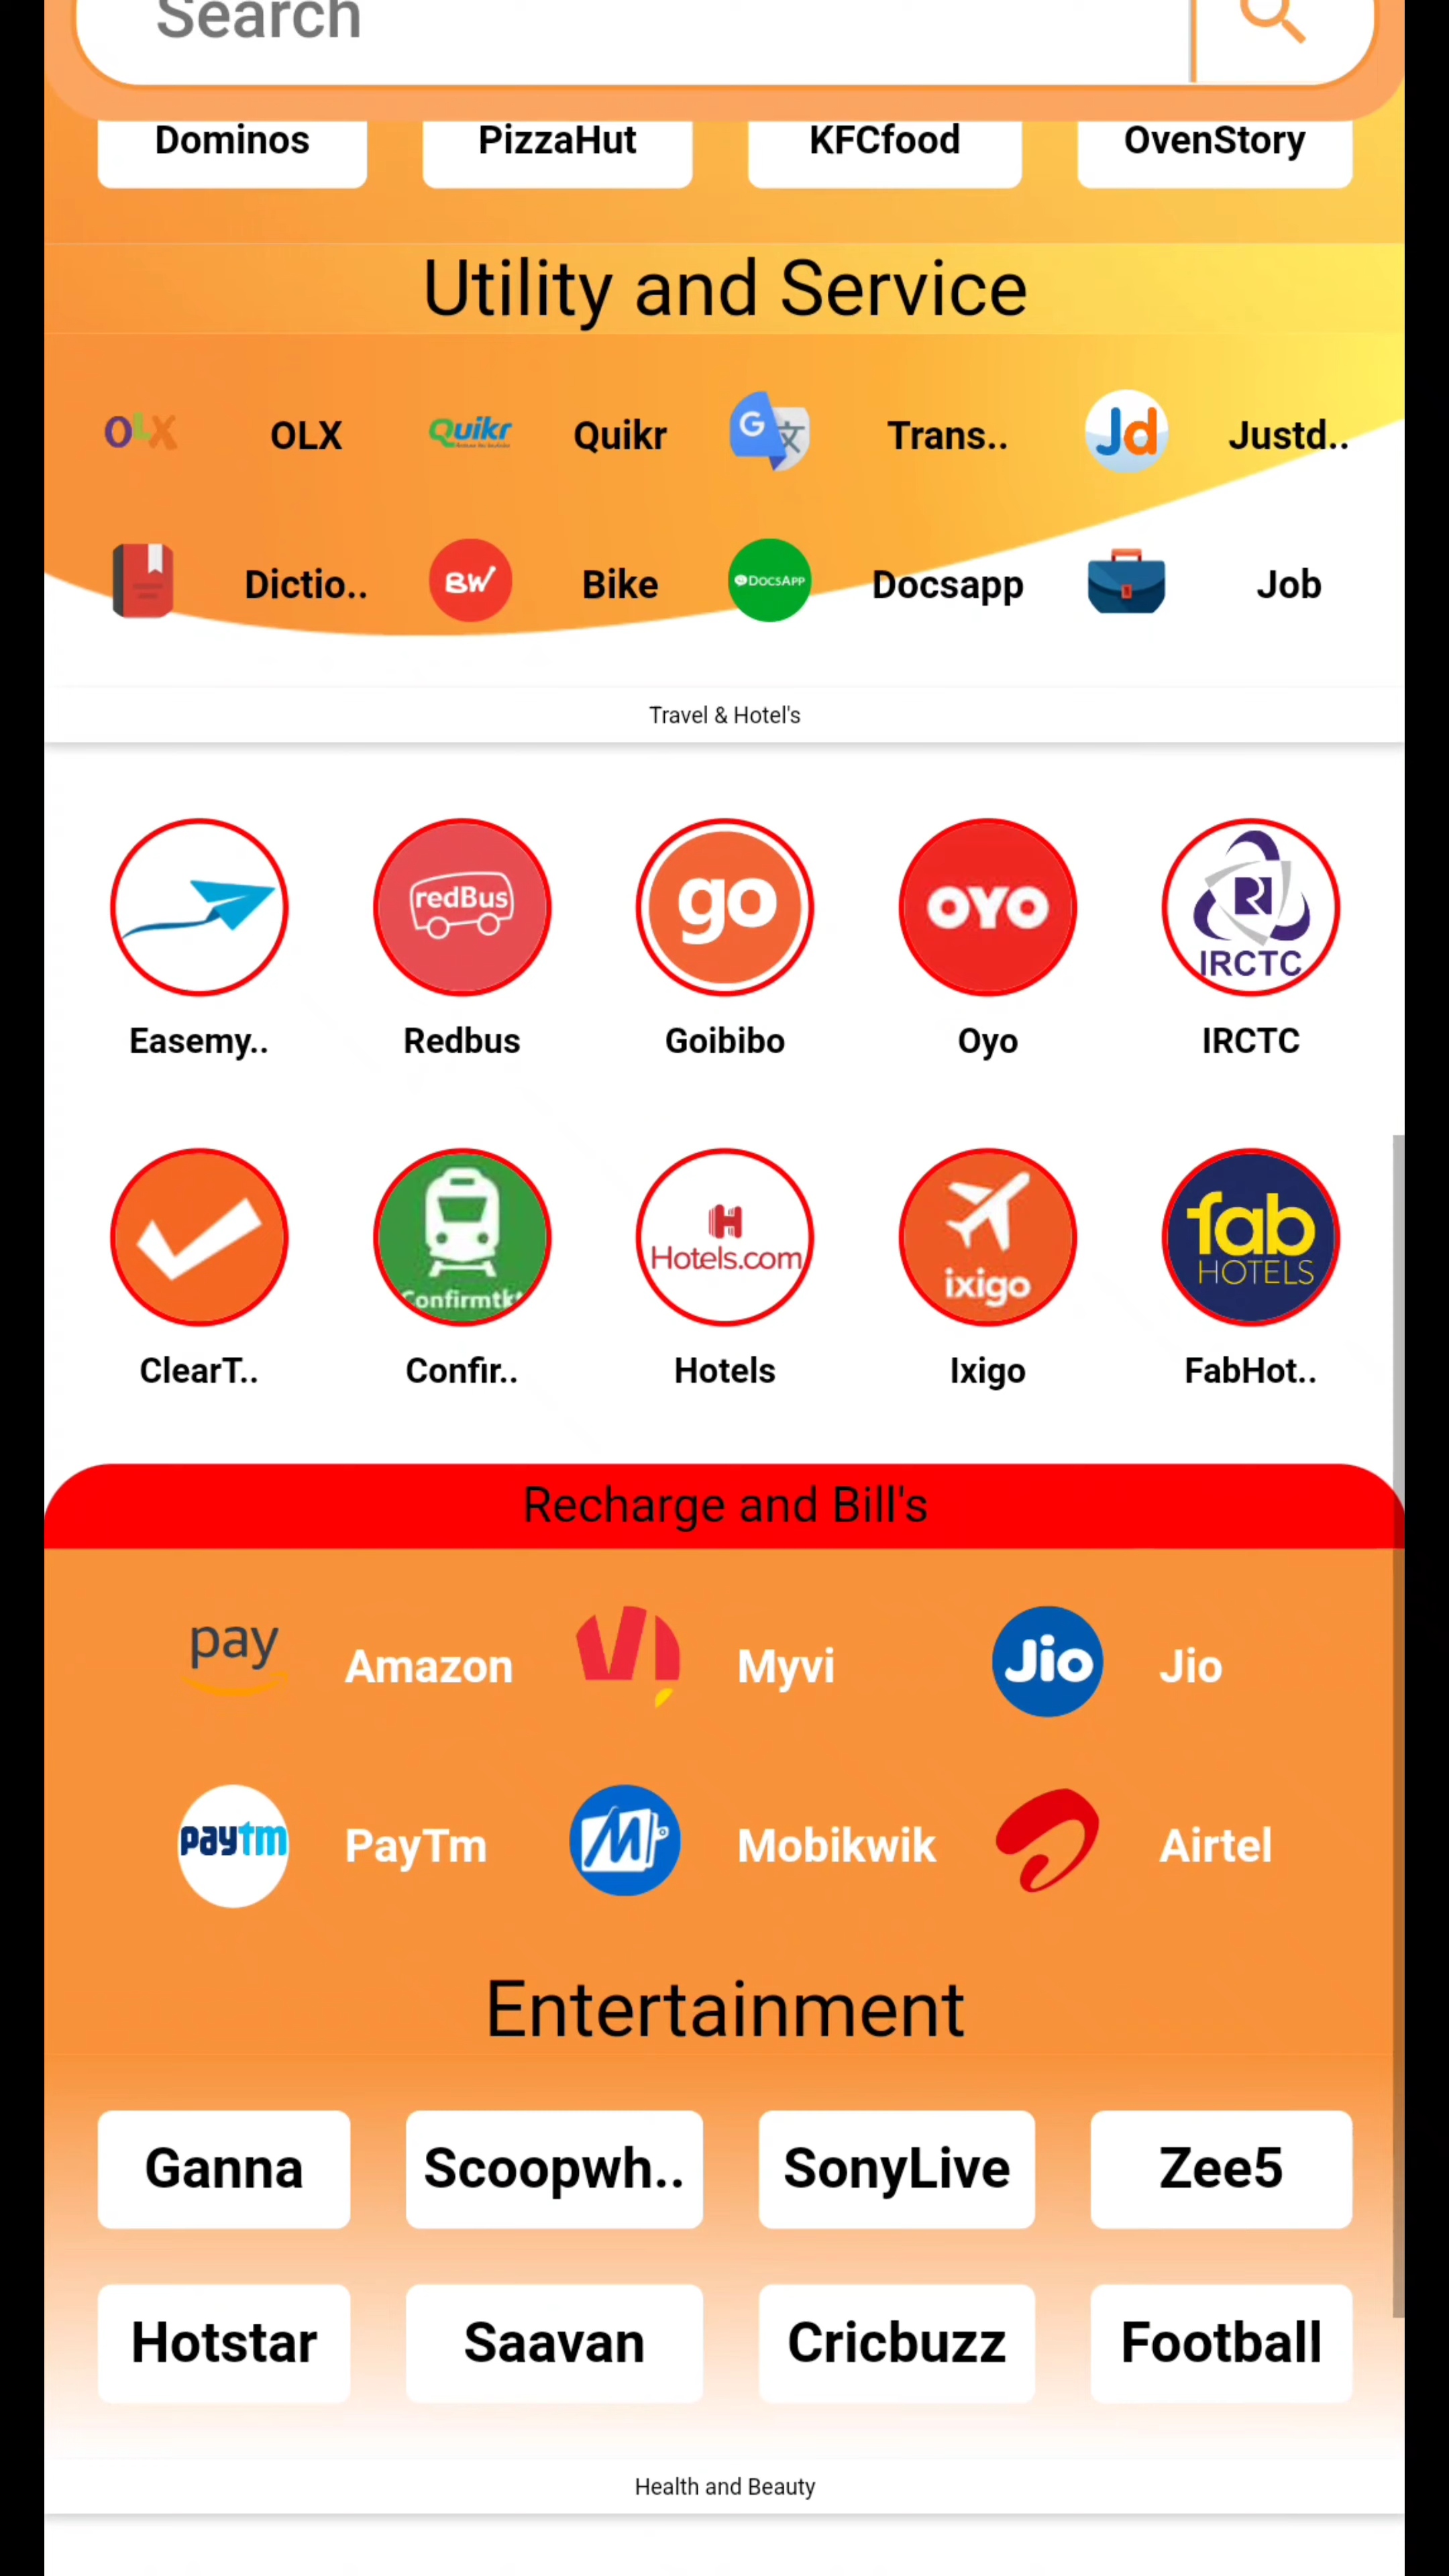 Search
Dominos PizzaHut KFCfood OvenStory
Utility and Service
OLX OLX Quikr Quikr G 文 Trans.. Jd Justd..
Dictio.. BW Bike DOCSAPP Docsapp Job
Travel & Hotel's
redBus go OYO IRCTC
Easemy.. Redbus Goibibo Oyo IRCTC
Confirmtkt Hotels.com ixigo fab HOTELS
ClearT.. Confir.. Hotels Ixigo FabHot..
Recharge and Bill's
pay Amazon VI Myvi Jio Jio
paytm PayTm M Mobikwik Airtel
Entertainment
Ganna Scoopwh.. SonyLive Zee5
Hotstar Saavan Cricbuzz Football
Health and Beauty